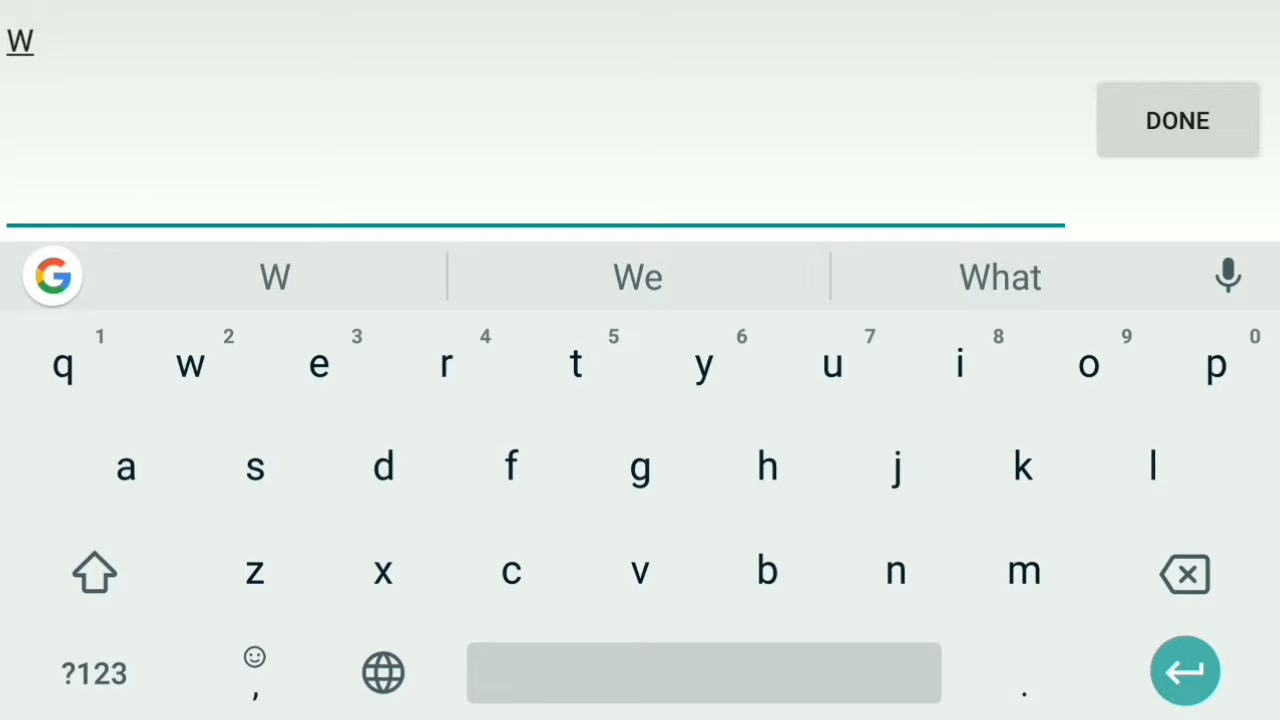 W
DONE
W We What
1 2 3 4 5 6 7 8 9 0
q w e r t y u i o p
a s d f g h j k l
z x c v b n m
?123 , .